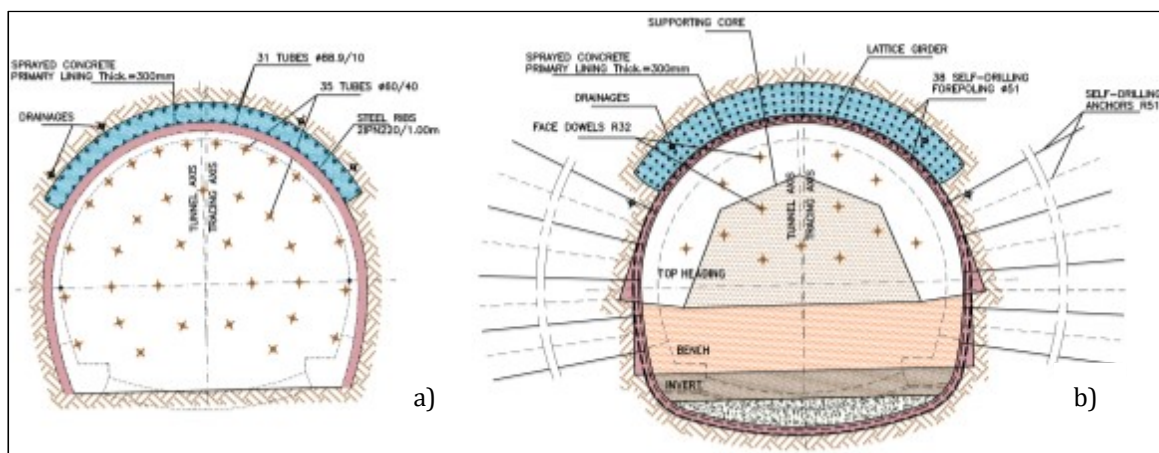 SPRAYED CONCRETE
PRIMARY LINING Thick.=300mm
31 TUBES ø88.9/10
35 TUBES ø60/40
DRAINAGES
STEEL RIBS
2IPN220/1.00m
TUNNEL AXIS
TRACING AXIS
a)
SUPPORTING CORE
SPRAYED CONCRETE
PRIMARY LINING Thick.=300mm
LATTICE GIRDER
DRAINAGES
38 SELF-DRILLING
FOREPOLING ø51
SELF-DRILLING
ANCHORS R51
FACE DOWELS R32
TUNNEL AXIS
TRACING AXIS
TOP HEADING
BENCH
INVERT
b)